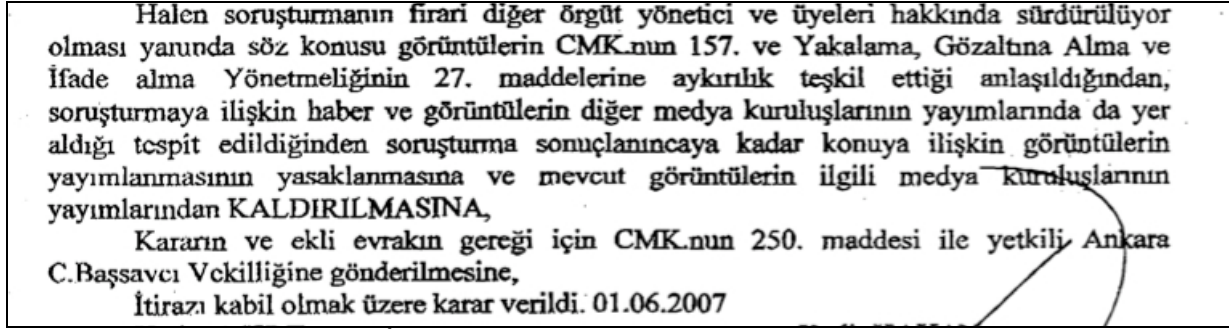 Halen soruşturmanın firari diğer örgüt yönetici ve üyeleri hakkında sürdürülüyor
olması yanında söz konusu görüntülerin CMK.nun 157. ve Yakalama, Gözaltına Alma ve
İfade alma Yönetmeliğinin 27. maddelerine aykırılık teşkil ettiği anlaşıldığından,
soruşturmaya ilişkin haber ve görüntülerin diğer medya kuruluşlarının yayımlarında da yer
aldığı tespit edildiğinden soruşturma sonuçlanıncaya kadar konuya ilişkin görüntülerin
yayımlanmasının yasaklanmasına ve mevcut görüntülerin ilgili medya kuruluşlarının
yayımlarından KALDIRILMASINA,
Kararın ve ekli evrakın gereği için CMK.nun 250. maddesi ile yetkili Ankara
C.Başsavcı Vekilliğine gönderilmesine,
İtirazı kabil olmak üzere karar verildi. 01.06.2007